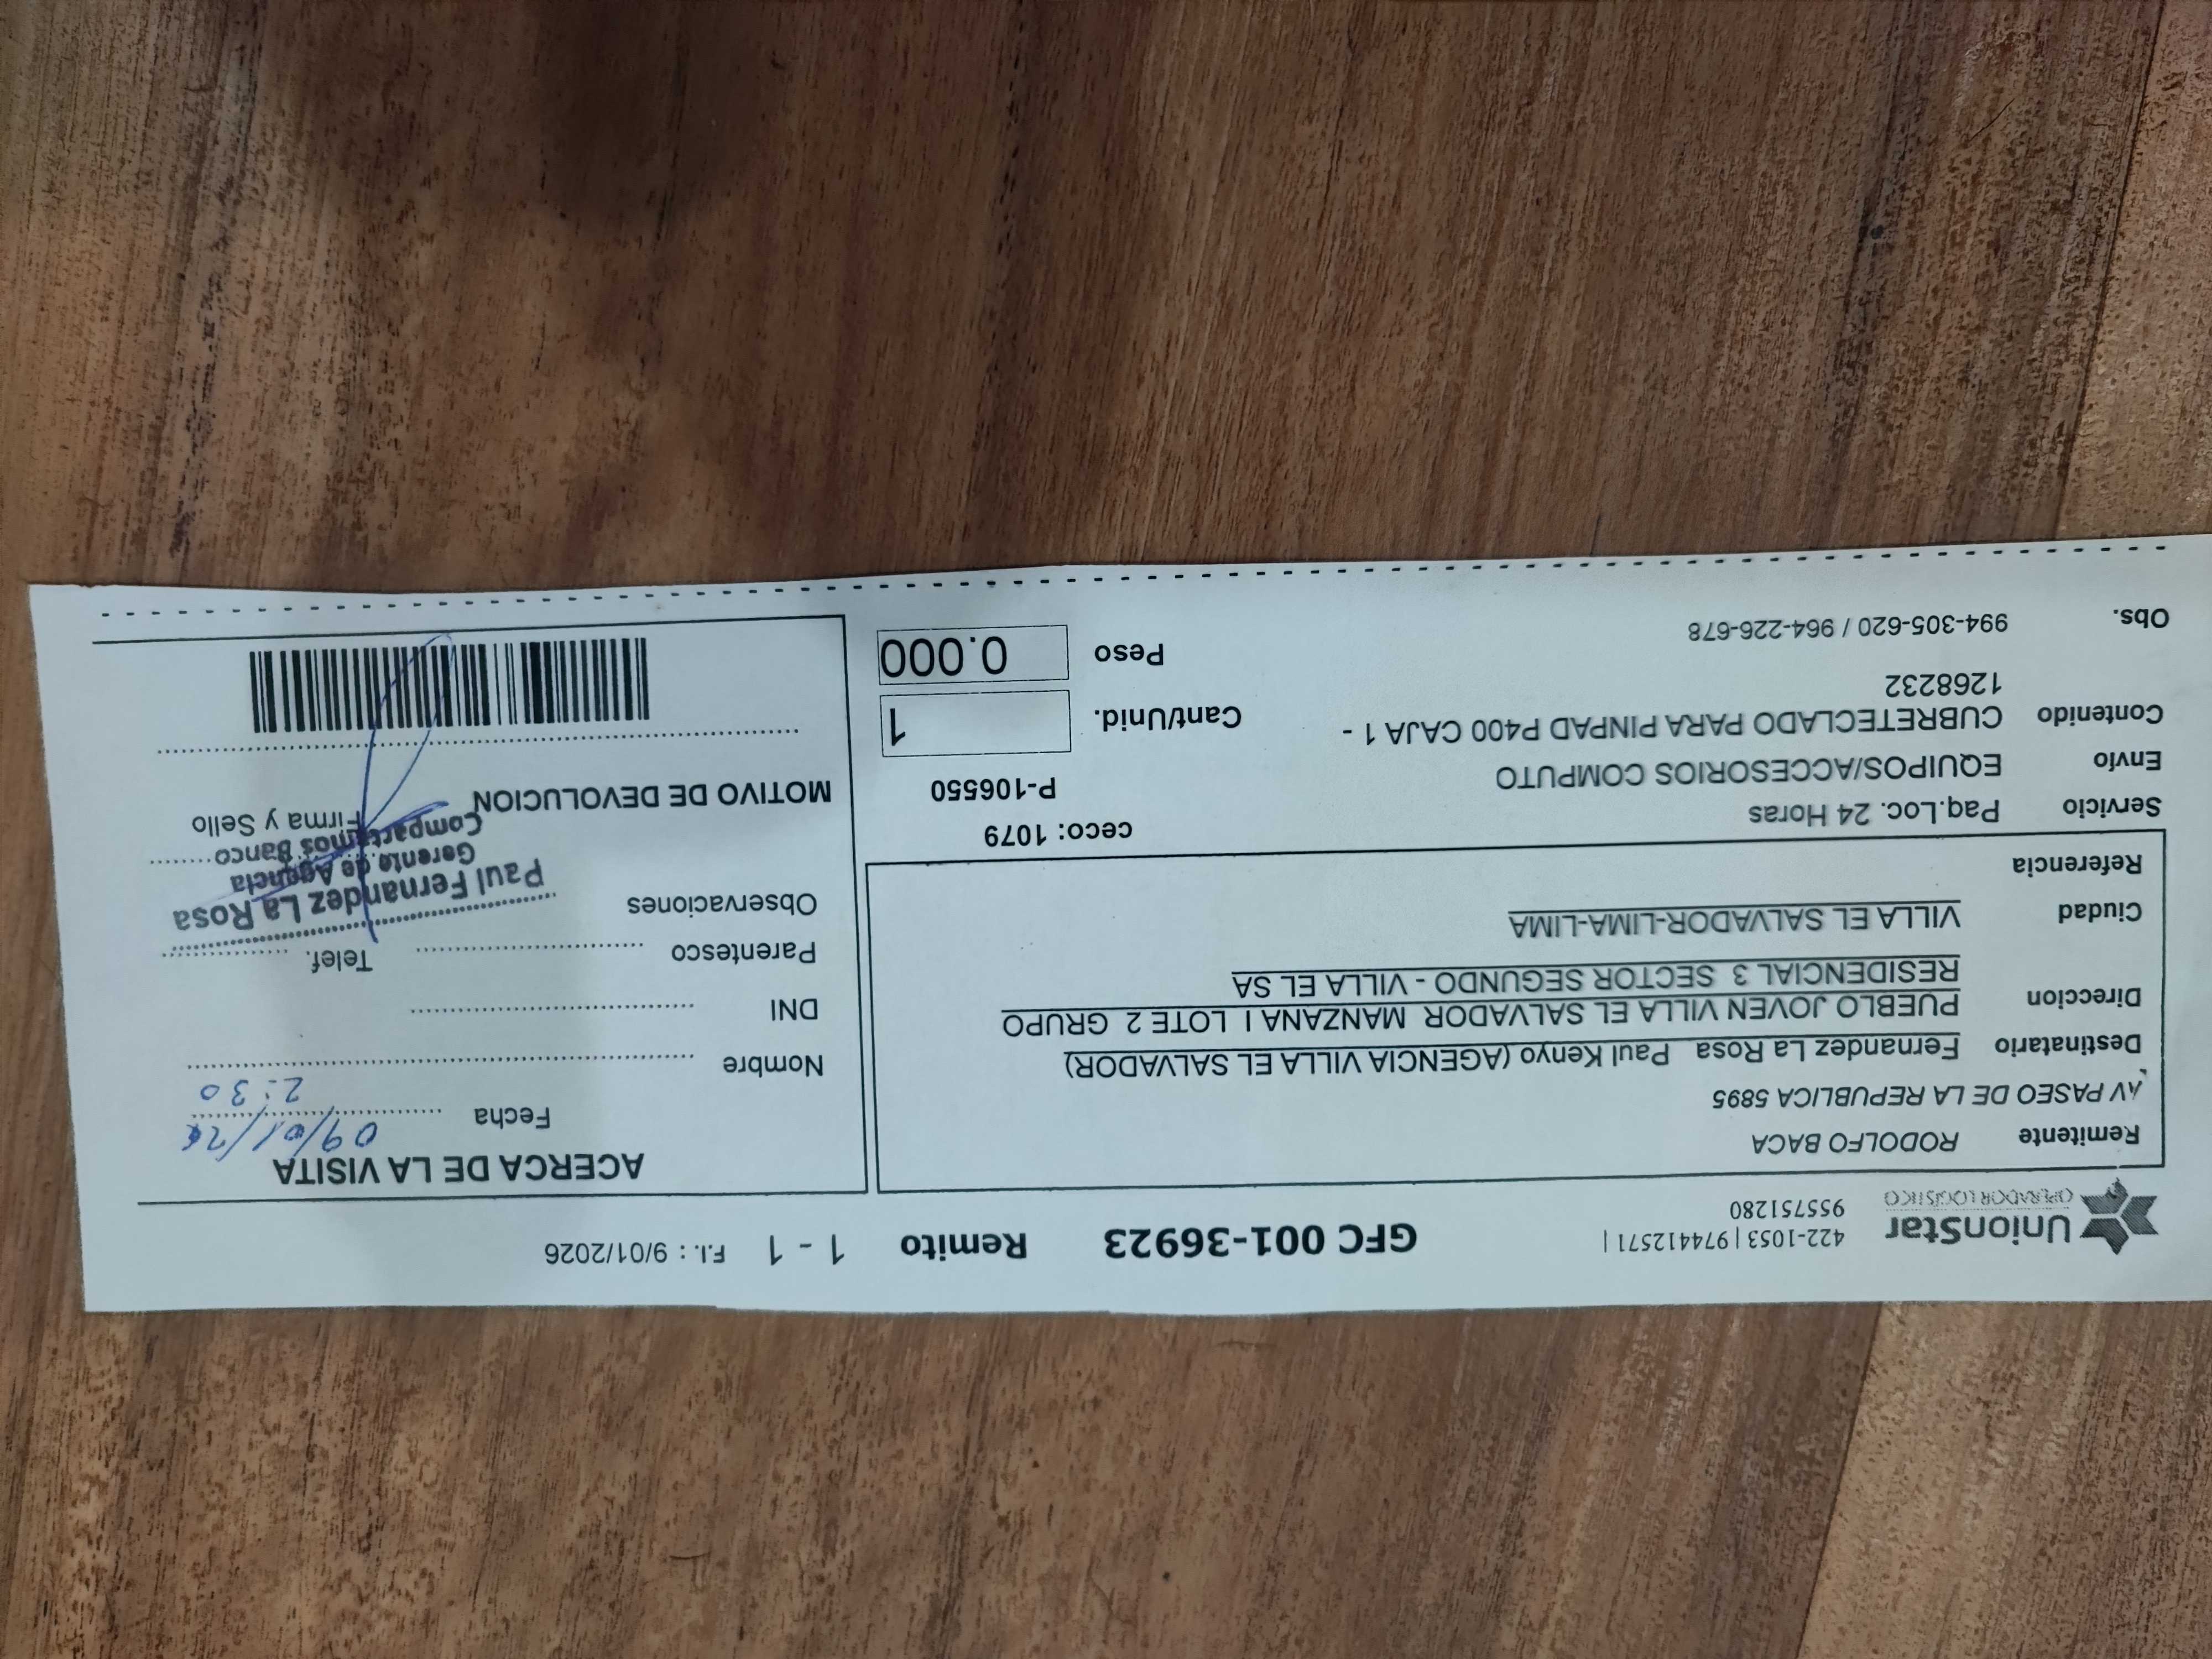 UnionStar
OPERADOR LOGISTICO
422-1053 | 974412571 |
955751280
GFC 001-36923 Remito 1 - 1 F.I. : 9/01/2026
Remitente RODOLFO BACA
AV PASEO DE LA REPUBLICA 5895
Destinatario Fernandez La Rosa Paul Kenyo (AGENCIA VILLA EL SALVADOR)
Direccion PUEBLO JOVEN VILLA EL SALVADOR MANZANA I LOTE 2 GRUPO
RESIDENCIAL 3 SECTOR SEGUNDO - VILLA EL SA
Ciudad VILLA EL SALVADOR-LIMA-LIMA
Referencia
Servicio Paq.Loc. 24 Horas
ceco: 1079
Envío EQUIPOS/ACCESORIOS COMPUTO
P-106550
Contenido CUBRETECLADO PARA PINPAD P400 CAJA 1 -
1268232
Cant/Unid. 1
Obs. 994-305-620 / 964-226-678
Peso 0.000
ACERCA DE LA VISITA
Fecha 09/01/26
2:30
Nombre
DNI
Parentesco Telef.
Observaciones
Paul Fernandez La Rosa
Gerente de Agencia
Compartamos Banco
Firma y Sello
MOTIVO DE DEVOLUCION